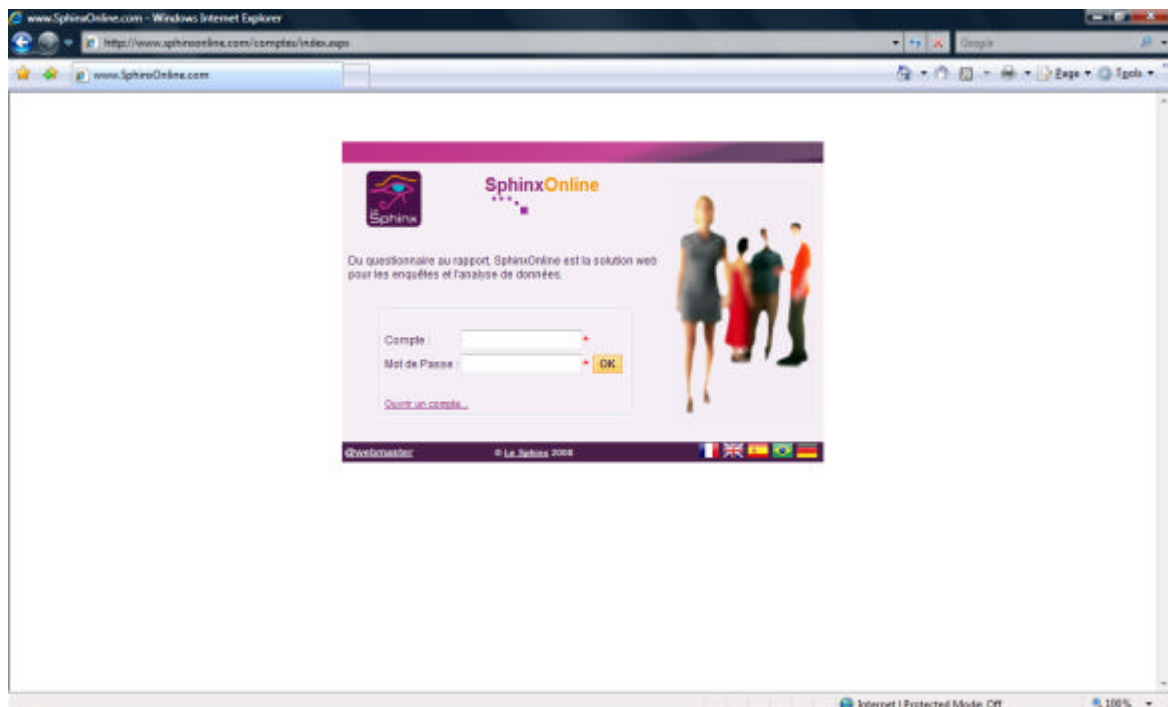 www.SphinxOnline.com - Windows Internet Explorer
http://www.sphinxonline.com/comptes/index.aspx
Google
www.SphinxOnline.com
Page
Tools
Le Sphinx
SphinxOnline
Du questionnaire au rapport, SphinxOnline est la solution web
pour les enquêtes et l'analyse de données.
Compte :
Mot de Passe :
OK
Ouvrir un compte...
@webmaster
© Le Sphinx 2008
Internet | Protected Mode: Off
100%